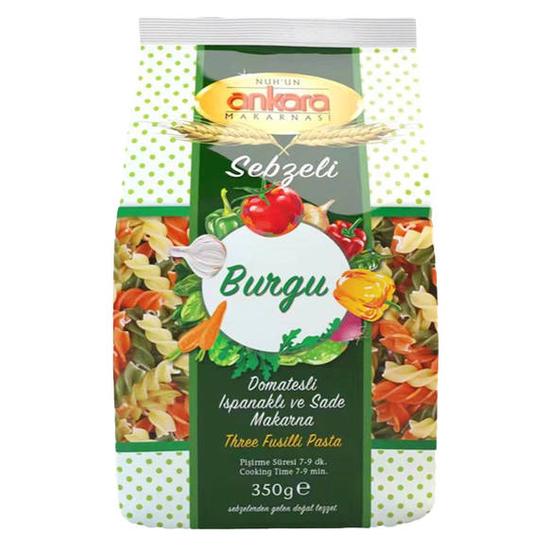 NUH'UN
ankara
MAKARNASI
Sebzeli
Burgu
Domatesli
Ispanaklı ve Sade
Makarna
Three Fusilli Pasta
Pişirme Süresi 7-9 dk.
Cooking Time 7-9 min.
350g e
sebzelerden gelen doğal lezzet